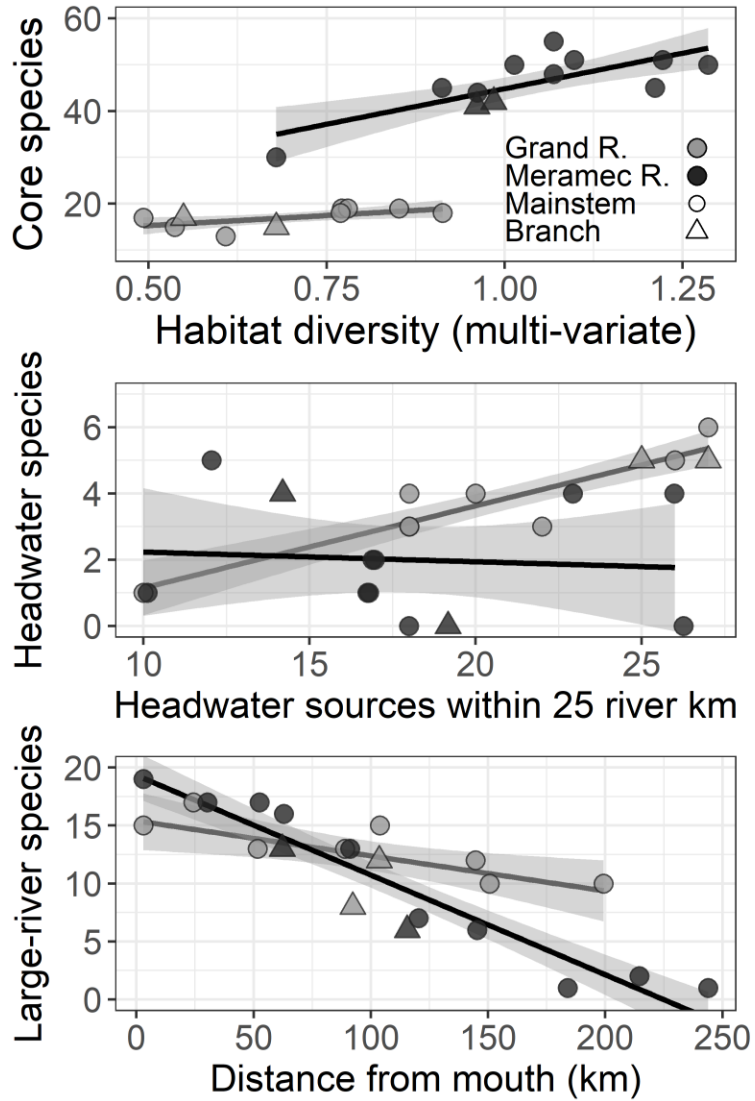 Core species
60
40
20
Grand R.
Meramec R.
Mainstem
Branch
0.50 0.75 1.00 1.25
Habitat diversity (multi-variate)
Headwater species
6
4
2
0
10 15 20 25
Headwater sources within 25 river km
Large-river species
20
15
10
5
0
0 50 100 150 200 250
Distance from mouth (km)